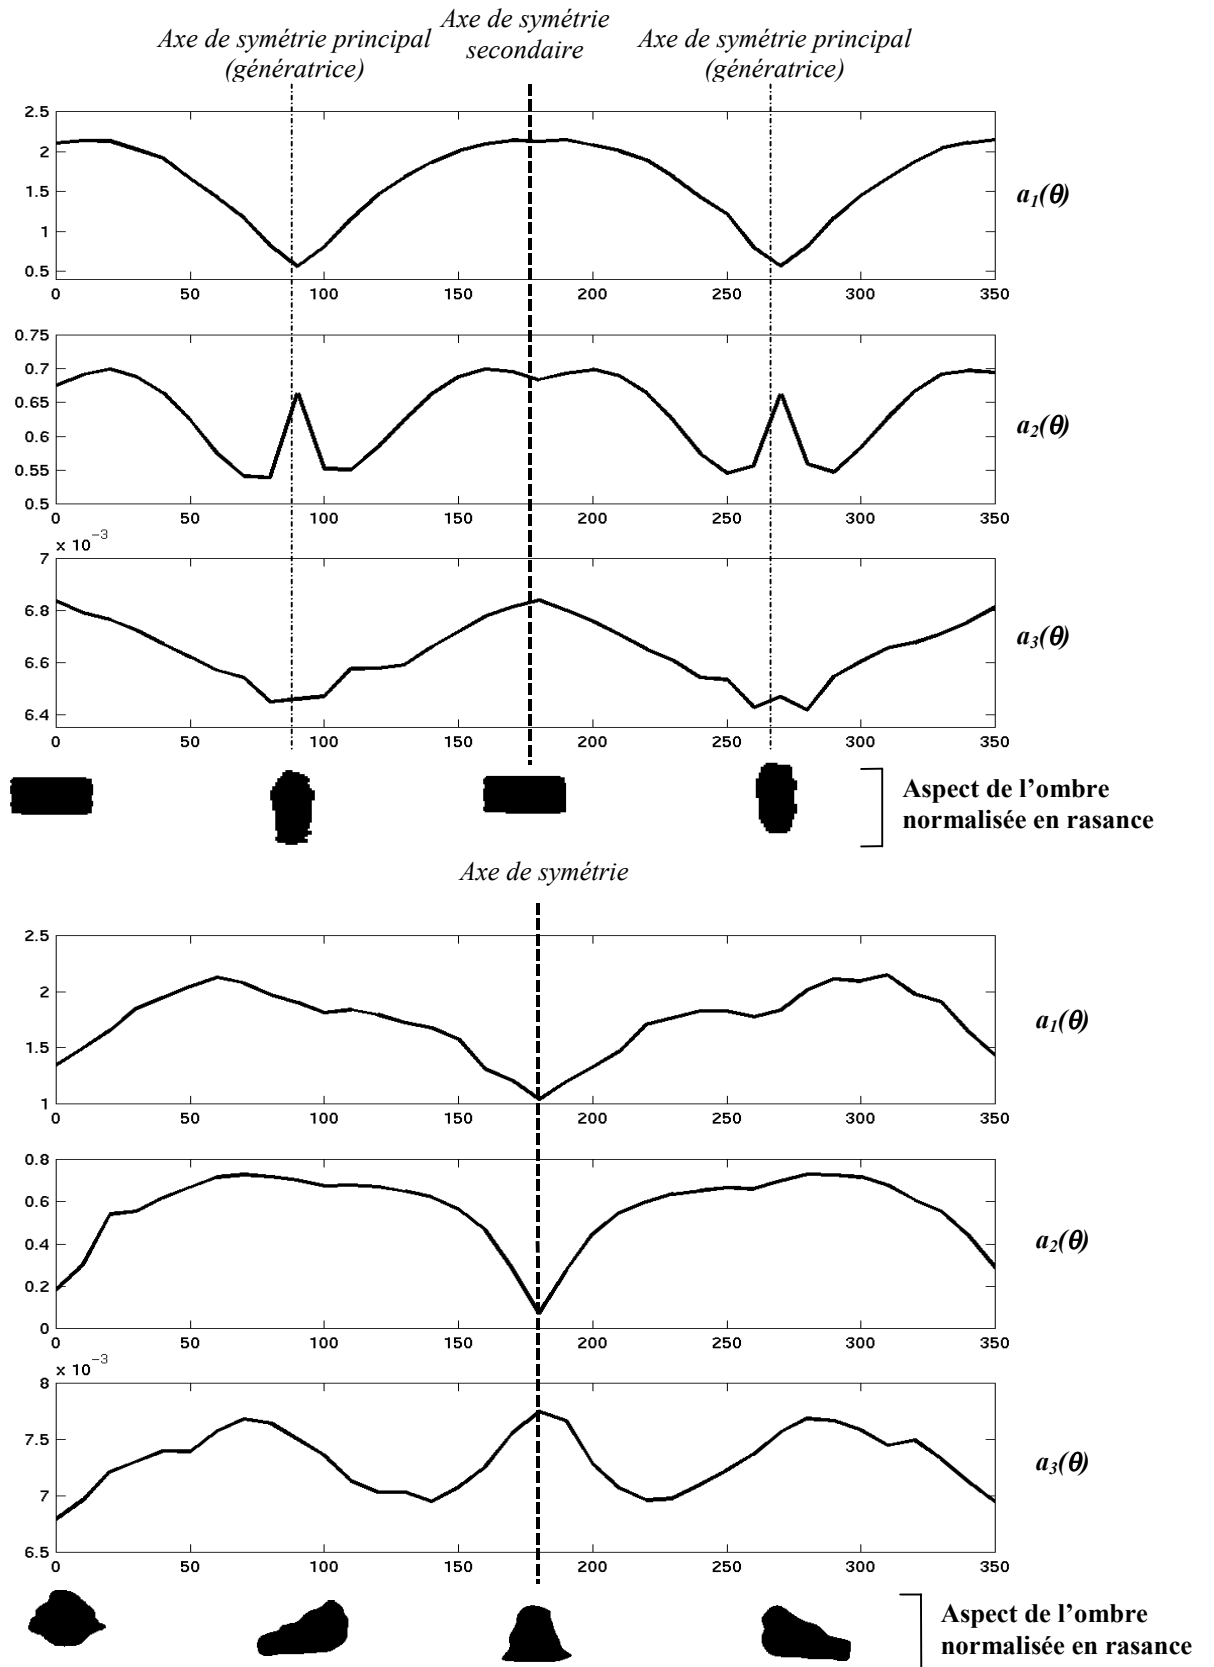 Axe de symétrie principal
(génératrice)
Axe de symétrie
secondaire
Axe de symétrie principal
(génératrice)
2.5
2
1.5
1
0.5
0 50 100 150 200 250 300 350
a1(θ)
0.75
0.7
0.65
0.6
0.55
0.5
0 50 100 150 200 250 300 350
a2(θ)
x 10^-3
7
6.8
6.6
6.4
0 50 100 150 200 250 300 350
a3(θ)
Aspect de l’ombre
normalisée en rasance
Axe de symétrie
2.5
2
1.5
1
0 50 100 150 200 250 300 350
a1(θ)
0.8
0.6
0.4
0.2
0
0 50 100 150 200 250 300 350
a2(θ)
x 10^-3
8
7.5
7
6.5
0 50 100 150 200 250 300 350
a3(θ)
Aspect de l’ombre
normalisée en rasance